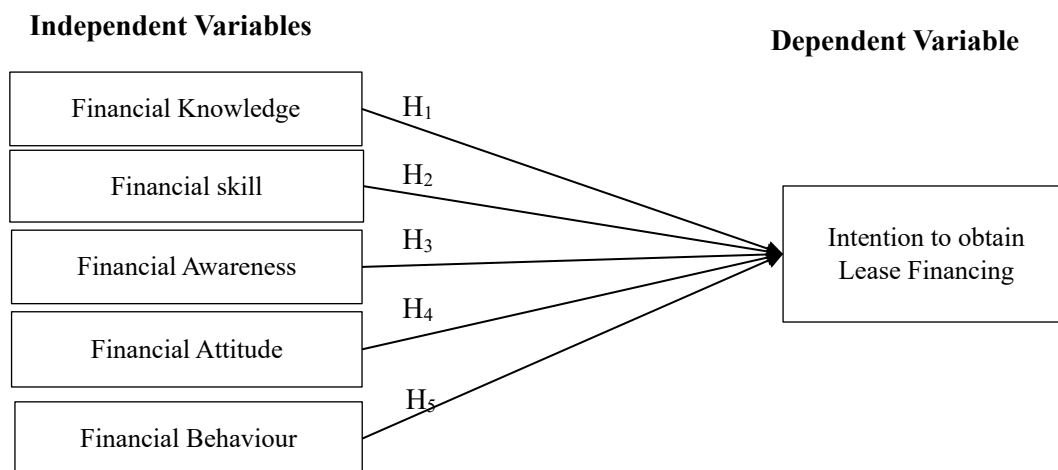 Independent Variables
Dependent Variable
Financial Knowledge
H₁
Financial skill
H₂
Financial Awareness
H₃
Financial Attitude
H₄
Financial Behaviour
H₅
Intention to obtain
Lease Financing